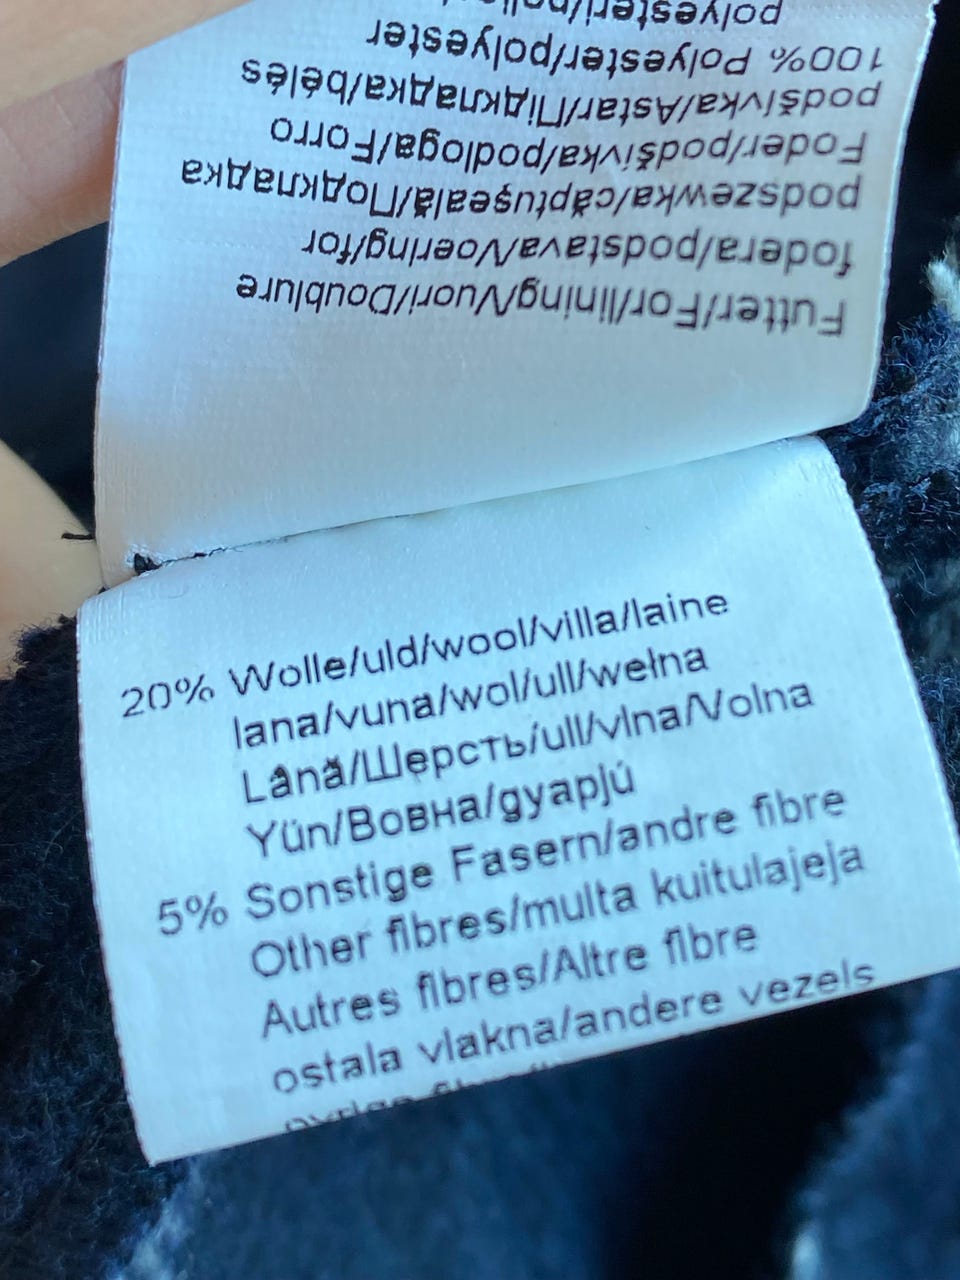 Futter/For/lining/Vuori/Doublure
fodera/podstava/Voering/for
podszewka/căptuşeală/Подкладка
Foder/podšívka/podloga/Forro
podšívka/Astar/Підкладка/bélés
100% Polyester/polyester
20% Wolle/uld/wool/villa/laine
lana/vuna/wol/ull/wełna
Lână/Шерсть/ull/vlna/Volna
Yün/Вовна/gyapjú
5% Sonstige Fasern/andre fibre
Other fibres/multa kuitulajeja
Autres fibres/Altre fibre
ostala vlakna/andere vezels